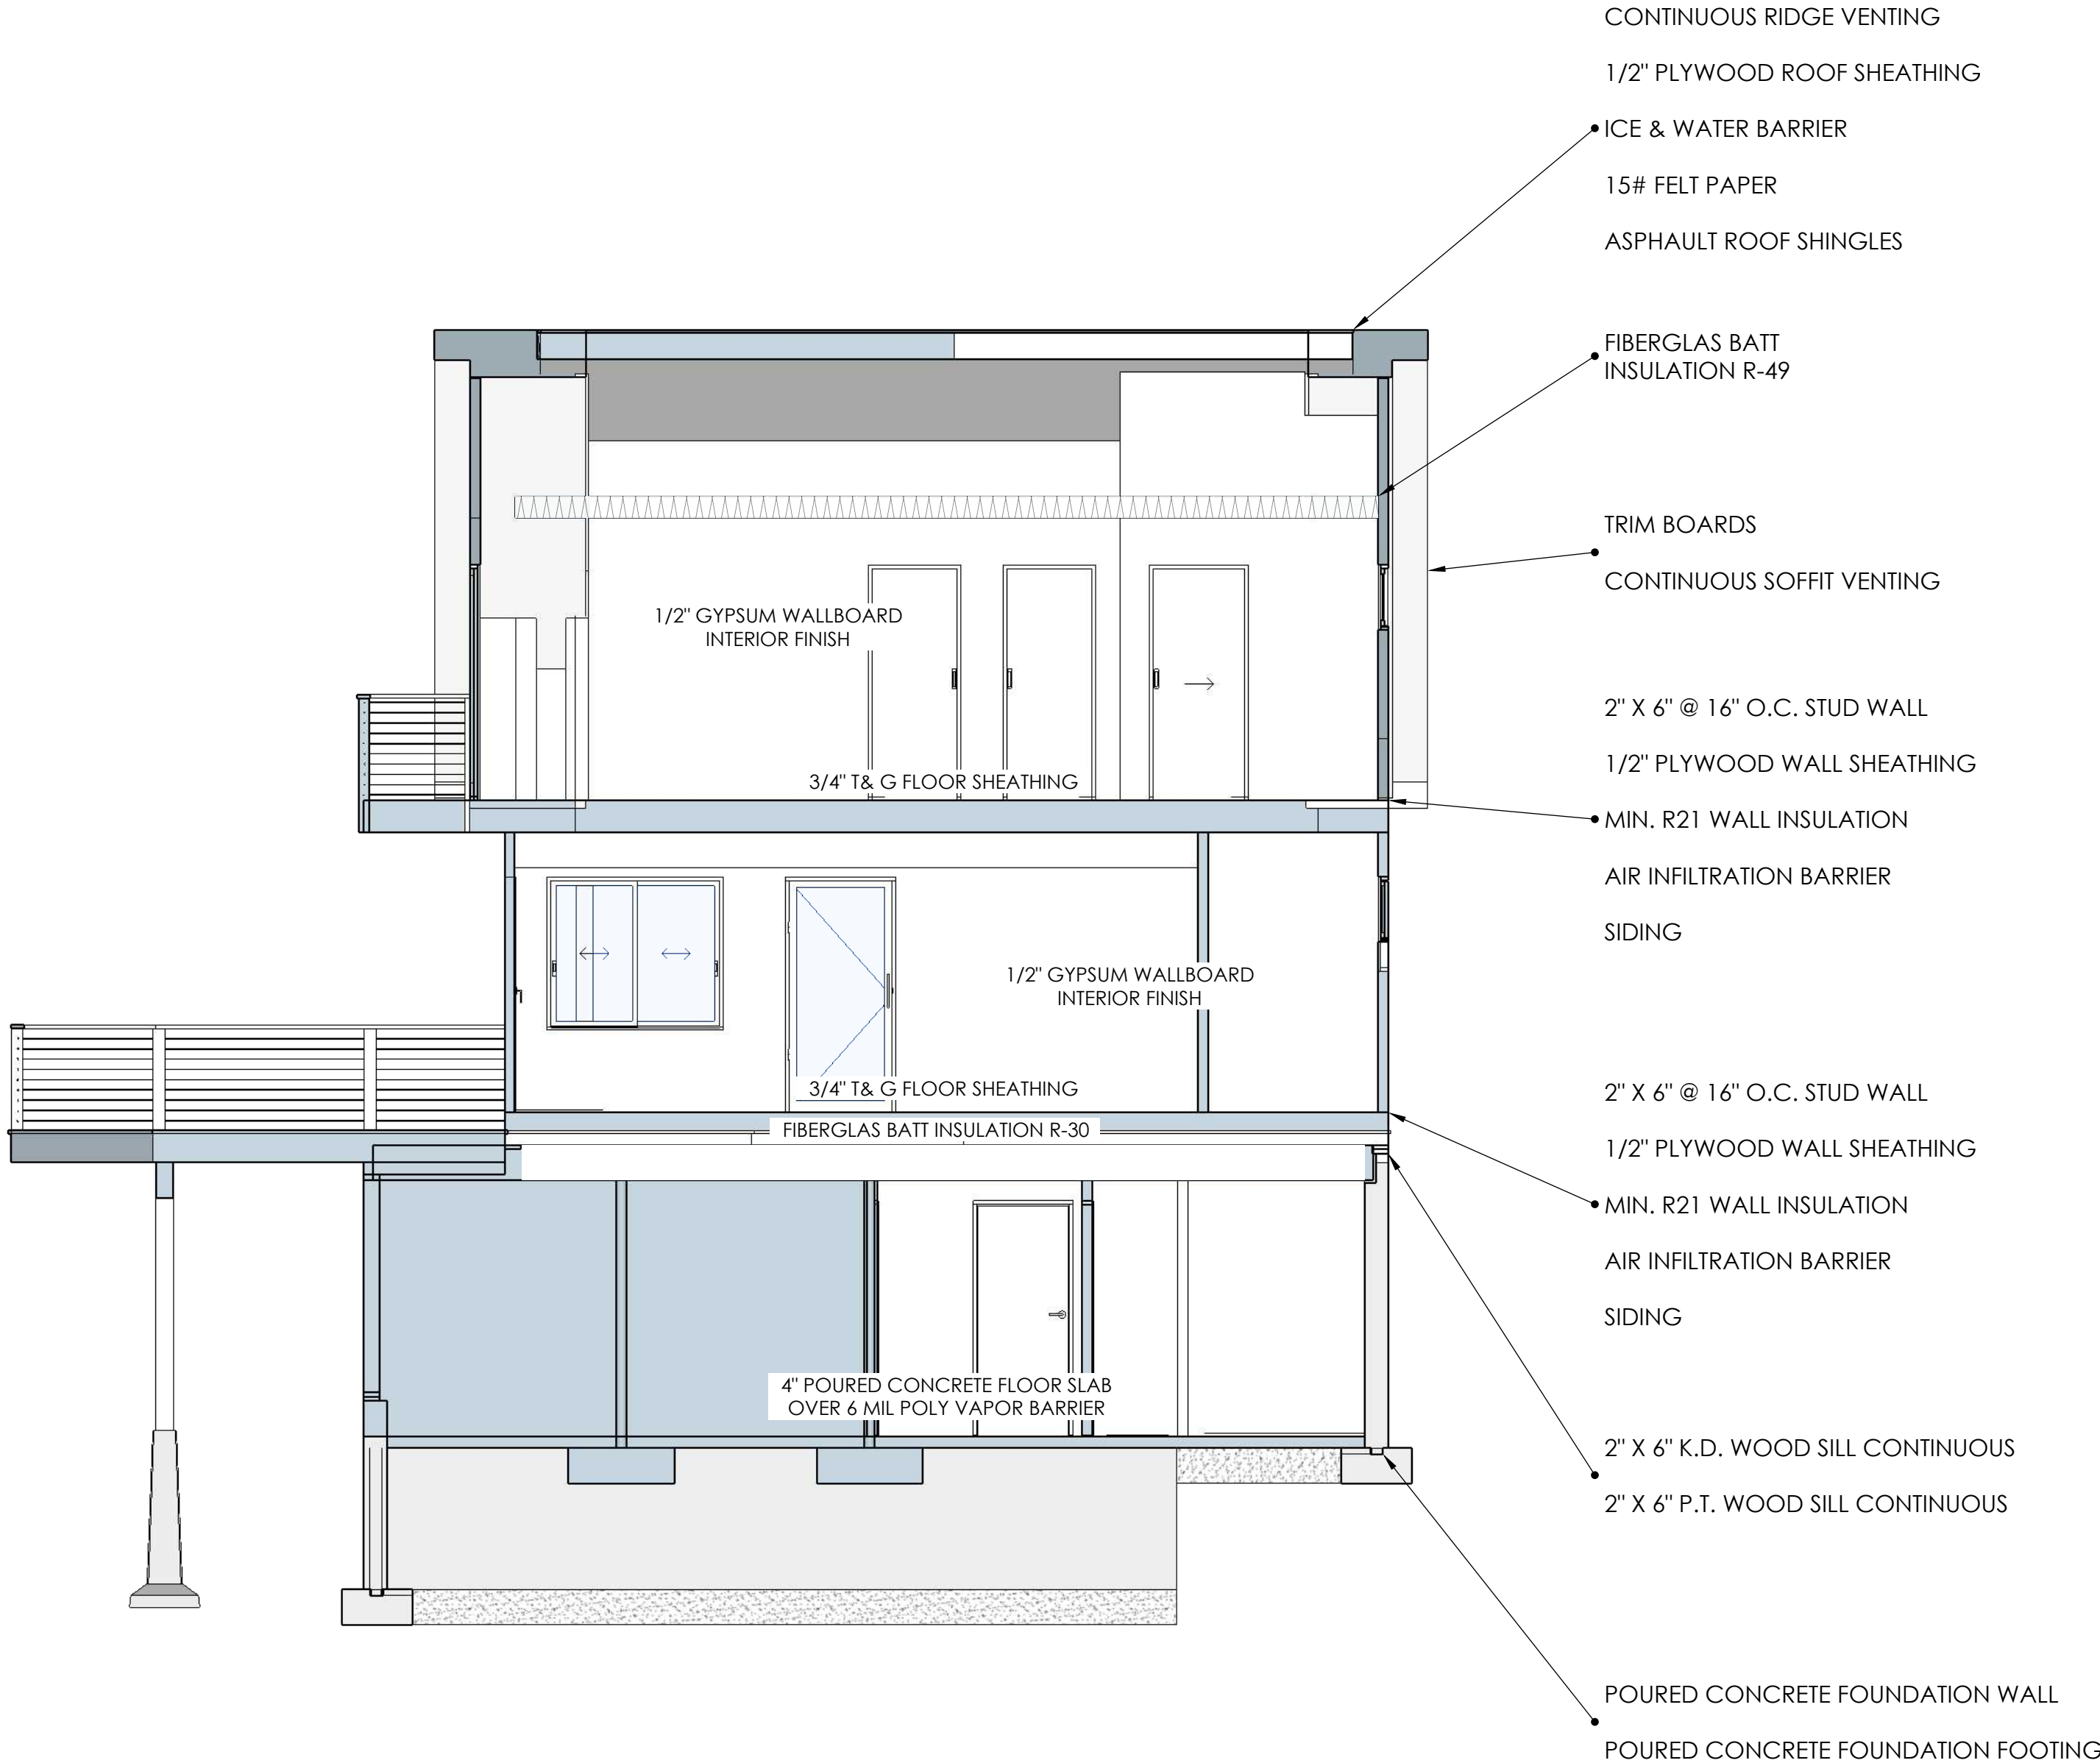 CONTINUOUS RIDGE VENTING
1/2" PLYWOOD ROOF SHEATHING
ICE & WATER BARRIER
15# FELT PAPER
ASPHAULT ROOF SHINGLES
FIBERGLAS BATT
INSULATION R-49
TRIM BOARDS
CONTINUOUS SOFFIT VENTING
1/2" GYPSUM WALLBOARD
INTERIOR FINISH
3/4" T& G FLOOR SHEATHING
2" X 6" @ 16" O.C. STUD WALL
1/2" PLYWOOD WALL SHEATHING
MIN. R21 WALL INSULATION
AIR INFILTRATION BARRIER
SIDING
1/2" GYPSUM WALLBOARD
INTERIOR FINISH
3/4" T& G FLOOR SHEATHING
FIBERGLAS BATT INSULATION R-30
2" X 6" @ 16" O.C. STUD WALL
1/2" PLYWOOD WALL SHEATHING
MIN. R21 WALL INSULATION
AIR INFILTRATION BARRIER
SIDING
4" POURED CONCRETE FLOOR SLAB
OVER 6 MIL POLY VAPOR BARRIER
2" X 6" K.D. WOOD SILL CONTINUOUS
2" X 6" P.T. WOOD SILL CONTINUOUS
POURED CONCRETE FOUNDATION WALL
POURED CONCRETE FOUNDATION FOOTING